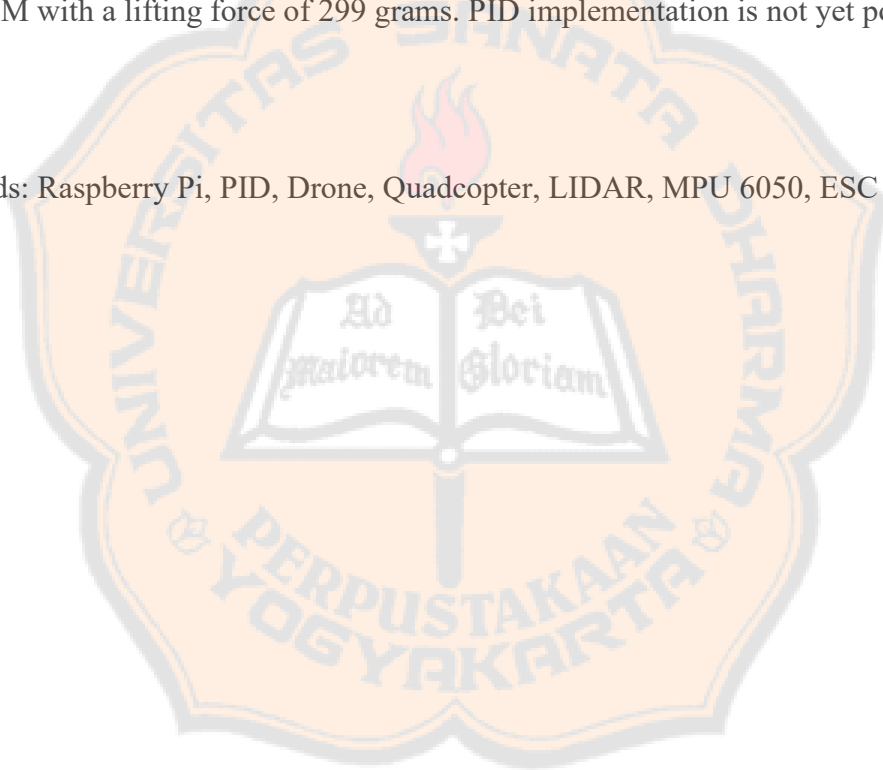 M with a lifting force of 299 grams. PID implementation is not yet po
ds: Raspberry Pi, PID, Drone, Quadcopter, LIDAR, MPU 6050, ESC
UNIVERSITAS SANATA DHARMA
Ad Dei
Maiorem Gloriam
PERPUSTAKAAN
YOGYAKARTA